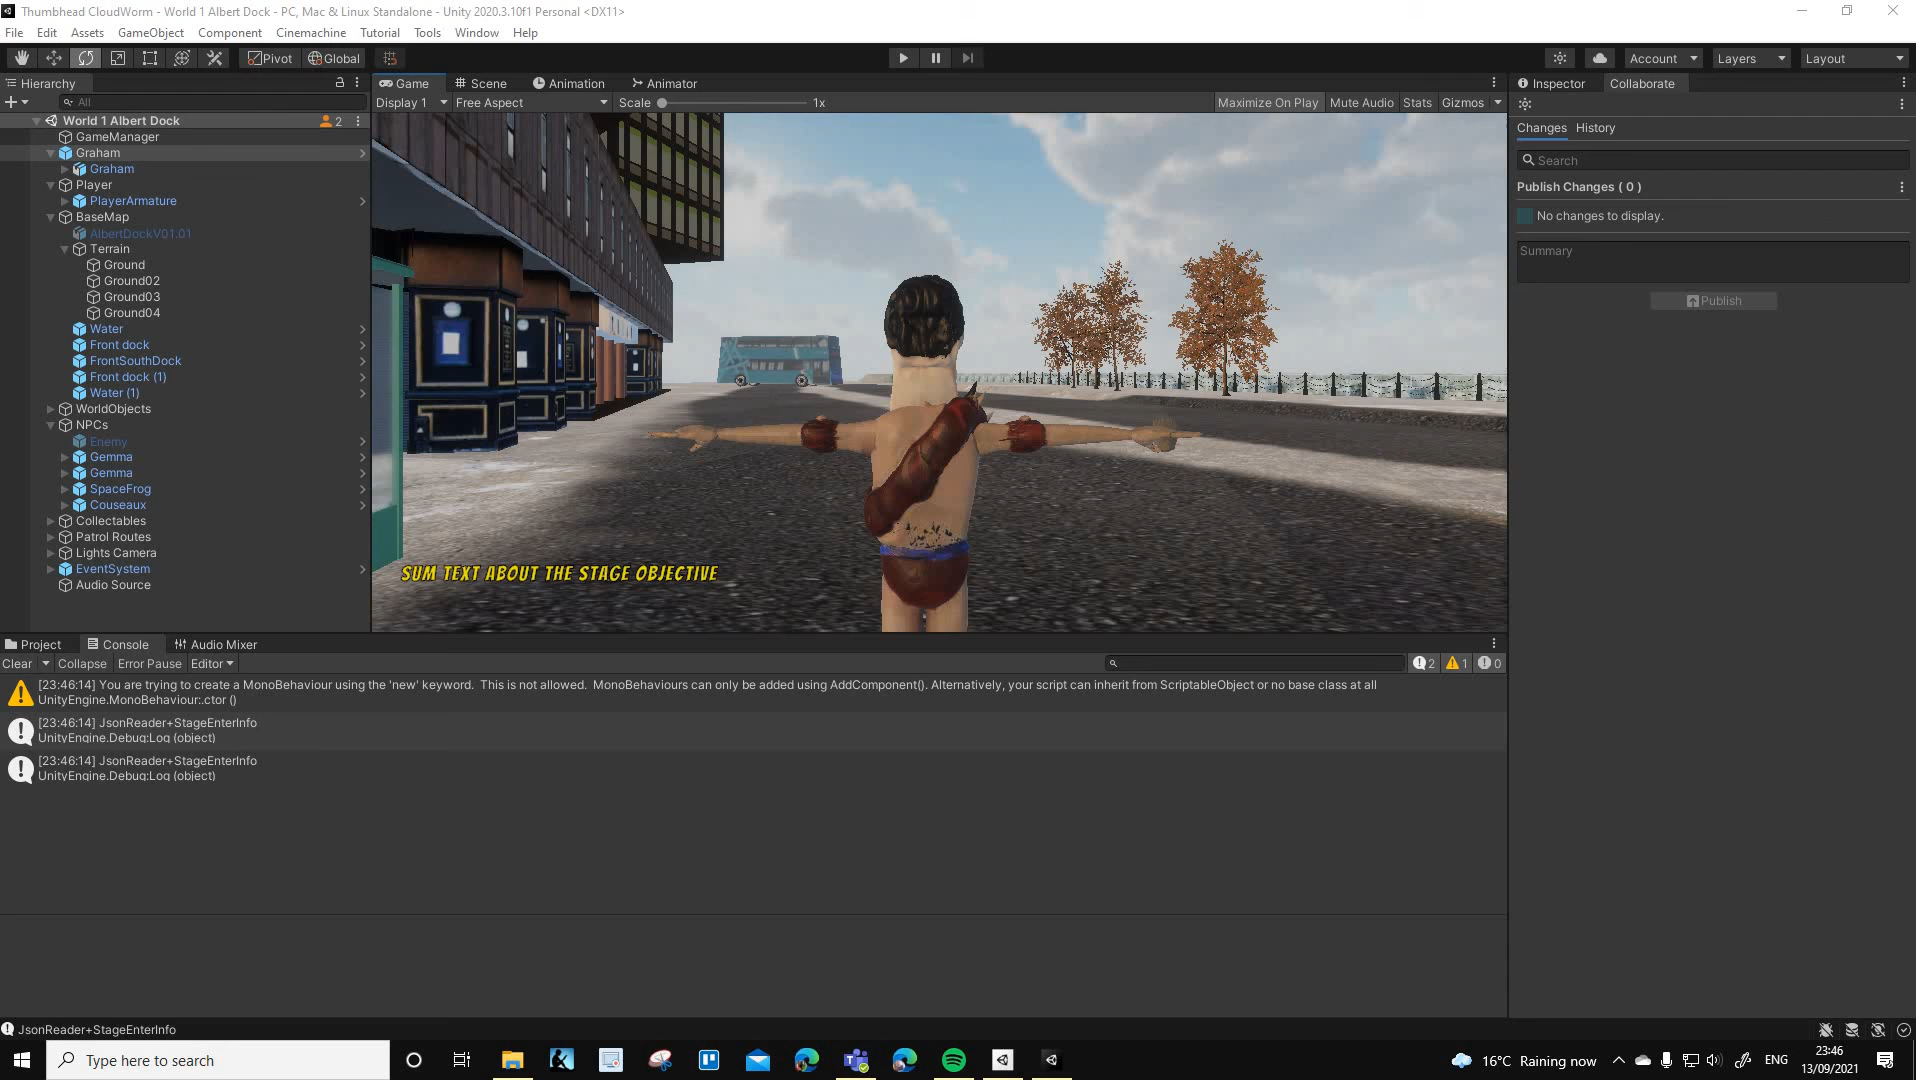 Thumbhead CloudWorm - World 1 Albert Dock - PC, Mac & Linux Standalone - Unity 2020.3.10f1 Personal <DX11>
File Edit Assets GameObject Component Cinemachine Tutorial Tools Window Help
Pivot Global Account Layers Layout
Hierarchy
All
World 1 Albert Dock 2
GameManager
Graham
Graham
Player
PlayerArmature
BaseMap
AlbertDockV01.01
Terrain
Ground
Ground02
Ground03
Ground04
Water
Front dock
FrontSouthDock
Front dock (1)
Water (1)
WorldObjects
NPCs
Enemy
Gemma
Gemma
SpaceFrog
Couseaux
Collectables
Patrol Routes
Lights Camera
EventSystem
Audio Source
Game Scene Animation Animator
Display 1 Free Aspect Scale 1x Maximize On Play Mute Audio Stats Gizmos
SUM TEXT ABOUT THE STAGE OBJECTIVE
Inspector Collaborate
Changes History
Search
Publish Changes ( 0 )
No changes to display.
Summary
Publish
Project Console Audio Mixer
Clear Collapse Error Pause Editor 2 1 0
[23:46:14] You are trying to create a MonoBehaviour using the 'new' keyword.  This is not allowed.  MonoBehaviours can only be added using AddComponent(). Alternatively, your script can inherit from ScriptableObject or no base class at all
UnityEngine.MonoBehaviour:.ctor ()
[23:46:14] JsonReader+StageEnterInfo
UnityEngine.Debug:Log (object)
[23:46:14] JsonReader+StageEnterInfo
UnityEngine.Debug:Log (object)
JsonReader+StageEnterInfo
Type here to search
16°C Raining now ENG
23:46
13/09/2021